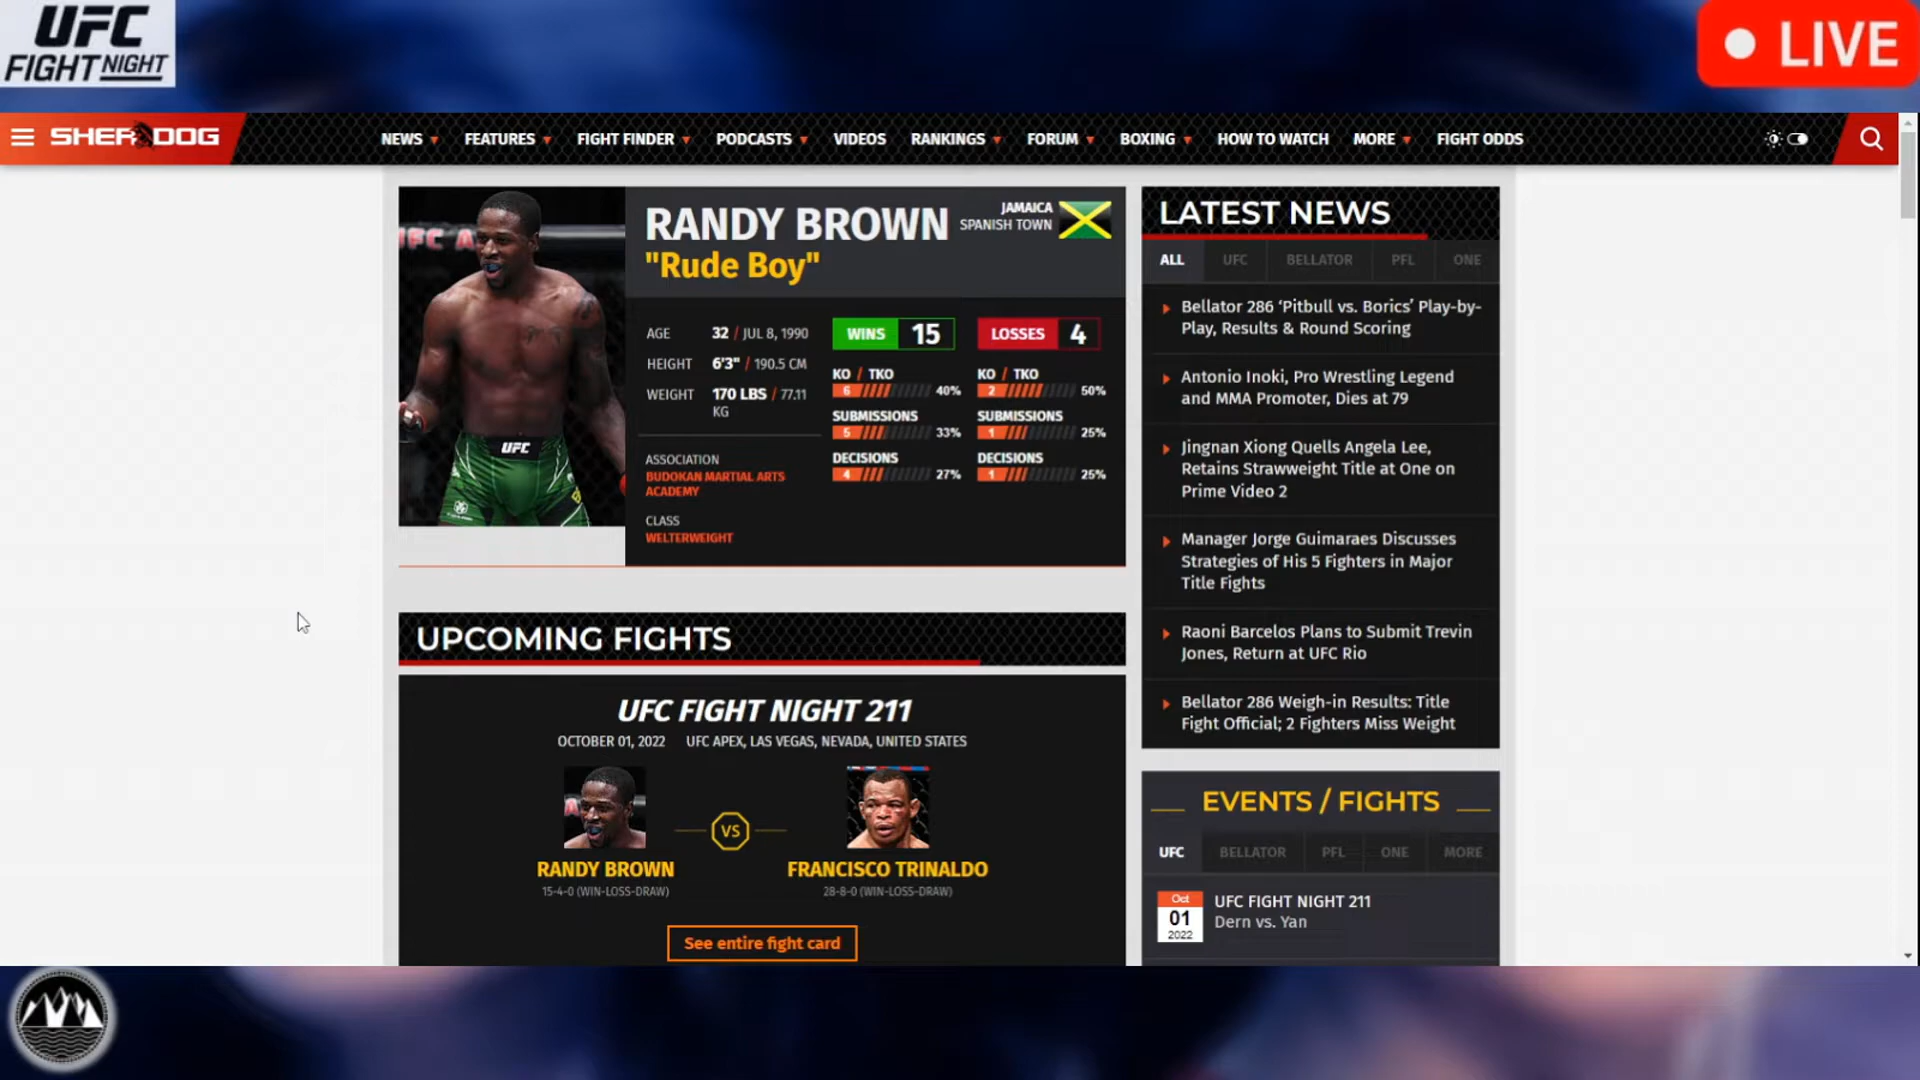 UFC
FIGHT NIGHT
LIVE
SHERDOG
NEWS FEATURES FIGHT FINDER PODCASTS VIDEOS RANKINGS FORUM BOXING HOW TO WATCH MORE FIGHT ODDS
RANDY BROWN
"Rude Boy"
JAMAICA
SPANISH TOWN
AGE 32 / JUL 8, 1990
HEIGHT 6'3" / 190.5 CM
WEIGHT 170 LBS / 77.11
KG
ASSOCIATION
BUDOKAN MARTIAL ARTS
ACADEMY
CLASS
WELTERWEIGHT
WINS 15
KO / TKO
6 40%
SUBMISSIONS
5 33%
DECISIONS
4 27%
LOSSES 4
KO / TKO
2 50%
SUBMISSIONS
1 25%
DECISIONS
1 25%
UFC
UPCOMING FIGHTS
UFC FIGHT NIGHT 211
OCTOBER 01, 2022 UFC APEX, LAS VEGAS, NEVADA, UNITED STATES
VS
RANDY BROWN FRANCISCO TRINALDO
15-4-0 (WIN-LOSS-DRAW) 28-8-0 (WIN-LOSS-DRAW)
See entire fight card
LATEST NEWS
ALL UFC BELLATOR PFL ONE
Bellator 286 ‘Pitbull vs. Borics’ Play-by-
Play, Results & Round Scoring
Antonio Inoki, Pro Wrestling Legend
and MMA Promoter, Dies at 79
Jingnan Xiong Quells Angela Lee,
Retains Strawweight Title at One on
Prime Video 2
Manager Jorge Guimaraes Discusses
Strategies of His 5 Fighters in Major
Title Fights
Raoni Barcelos Plans to Submit Trevin
Jones, Return at UFC Rio
Bellator 286 Weigh-in Results: Title
Fight Official; 2 Fighters Miss Weight
EVENTS / FIGHTS
UFC BELLATOR PFL ONE MORE
Oct
01
2022
UFC FIGHT NIGHT 211
Dern vs. Yan